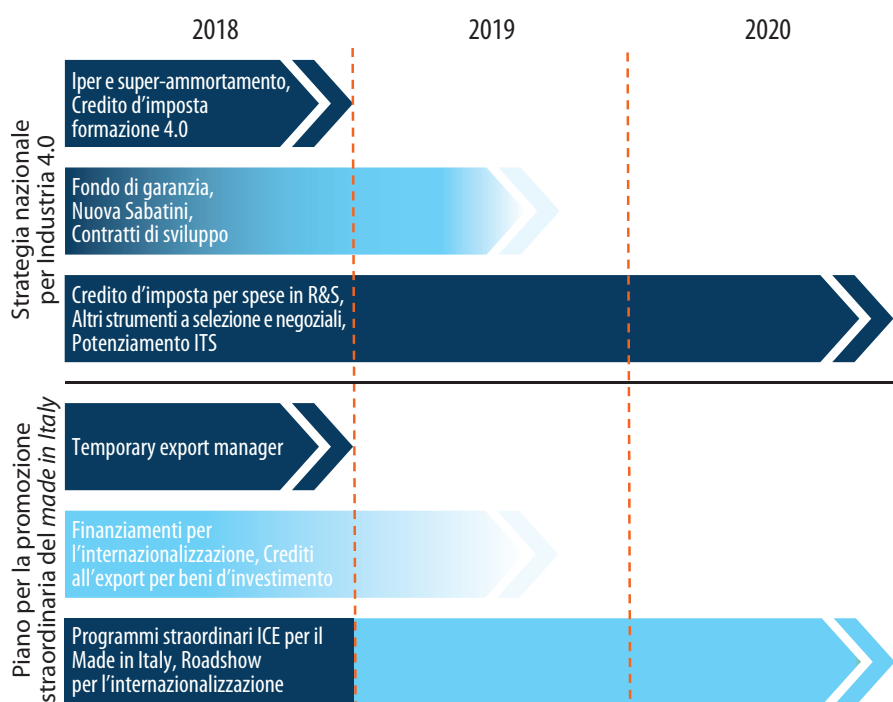 2018 2019 2020
Strategia nazionale
per Industria 4.0
Iper e super-ammortamento,
Credito d'imposta
formazione 4.0
Fondo di garanzia,
Nuova Sabatini,
Contratti di sviluppo
Credito d'imposta per spese in R&S,
Altri strumenti a selezione e negoziali,
Potenziamento ITS
Piano per la promozione
straordinaria del made in Italy
Temporary export manager
Finanziamenti per
l'internazionalizzazione, Crediti
all'export per beni d'investimento
Programmi straordinari ICE per il
Made in Italy, Roadshow
per l'internazionalizzazione